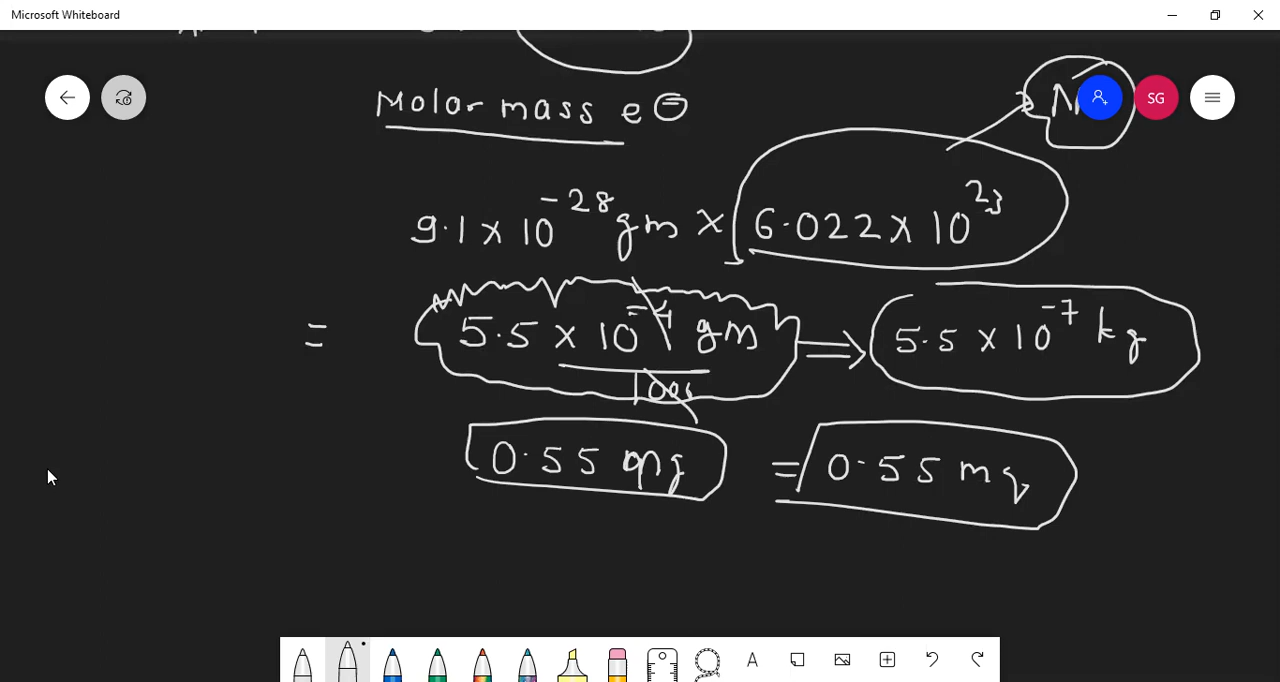 Microsoft Whiteboard
Molar mass e⊖
SG
9.1 x 10^-28 gm x 6.022 x 10^23
= 5.5 x 10^-4 gm ⇒ 5.5 x 10^-7 kg
1000
0.55 mg = 0.55 mg
A